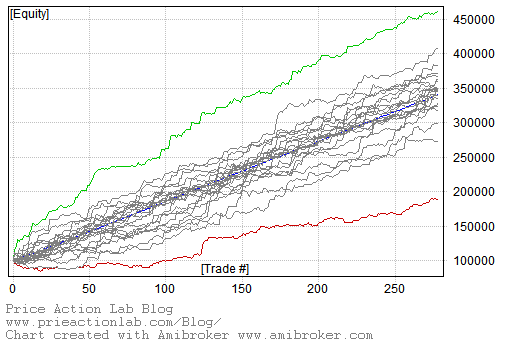 [Equity]
450000
400000
350000
300000
250000
200000
150000
100000
[Trade #]
0 50 100 150 200 250
Price Action Lab Blog
www.prieactionlab.com/Blog/
Chart created with Amibroker www.amibroker.com